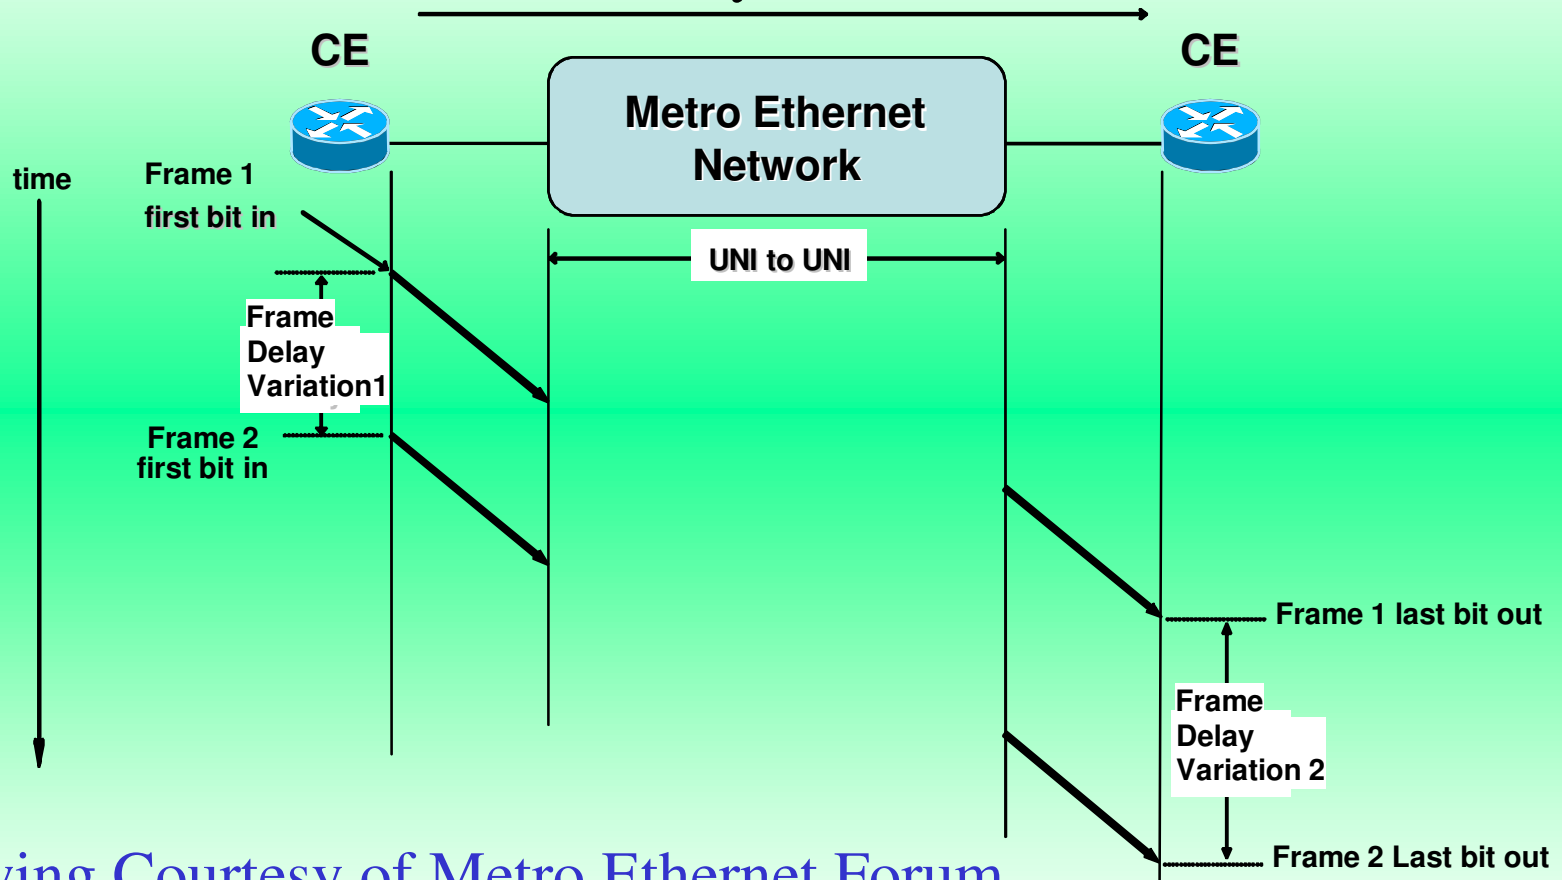 CE
CE
Metro Ethernet
Network
time
Frame 1
first bit in
UNI to UNI
Frame
Delay
Variation1
Frame 2
first bit in
Frame 1 last bit out
Frame
Delay
Variation 2
Frame 2 Last bit out
Courtesy of Metro Ethernet Forum